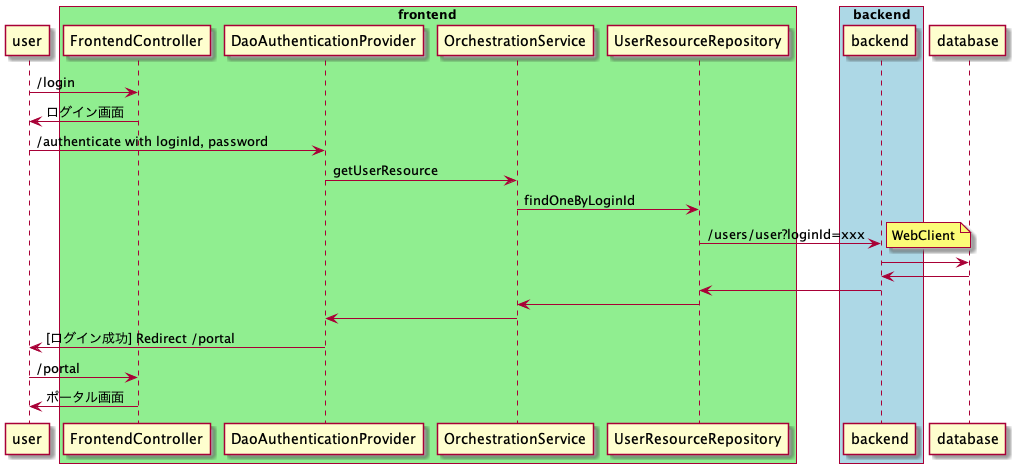 frontend
backend
user
FrontendController
DaoAuthenticationProvider
OrchestrationService
UserResourceRepository
backend
database
/login
ログイン画面
/authenticate with loginId, password
getUserResource
findOneByLoginId
/users/user?loginId=xxx
WebClient
[ログイン成功] Redirect /portal
/portal
ポータル画面
user
FrontendController
DaoAuthenticationProvider
OrchestrationService
UserResourceRepository
backend
database